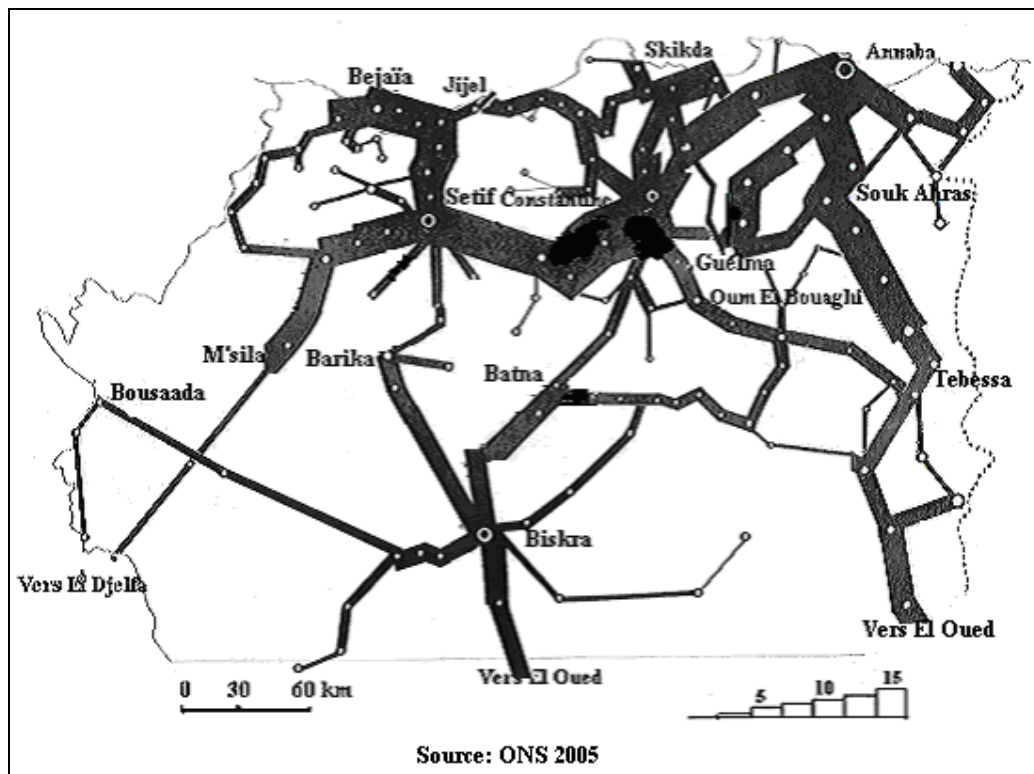 Skikda
Annaba
Bejaïa
Jijel
Setif
Constantine
Souk Ahras
Guelma
Oum El Bouaghi
M'sila
Barika
Batna
Tebessa
Bousaada
Biskra
Vers El Djelfa
Vers El Oued
Vers El Oued
0 30 60 km
5 10 15
Source: ONS 2005